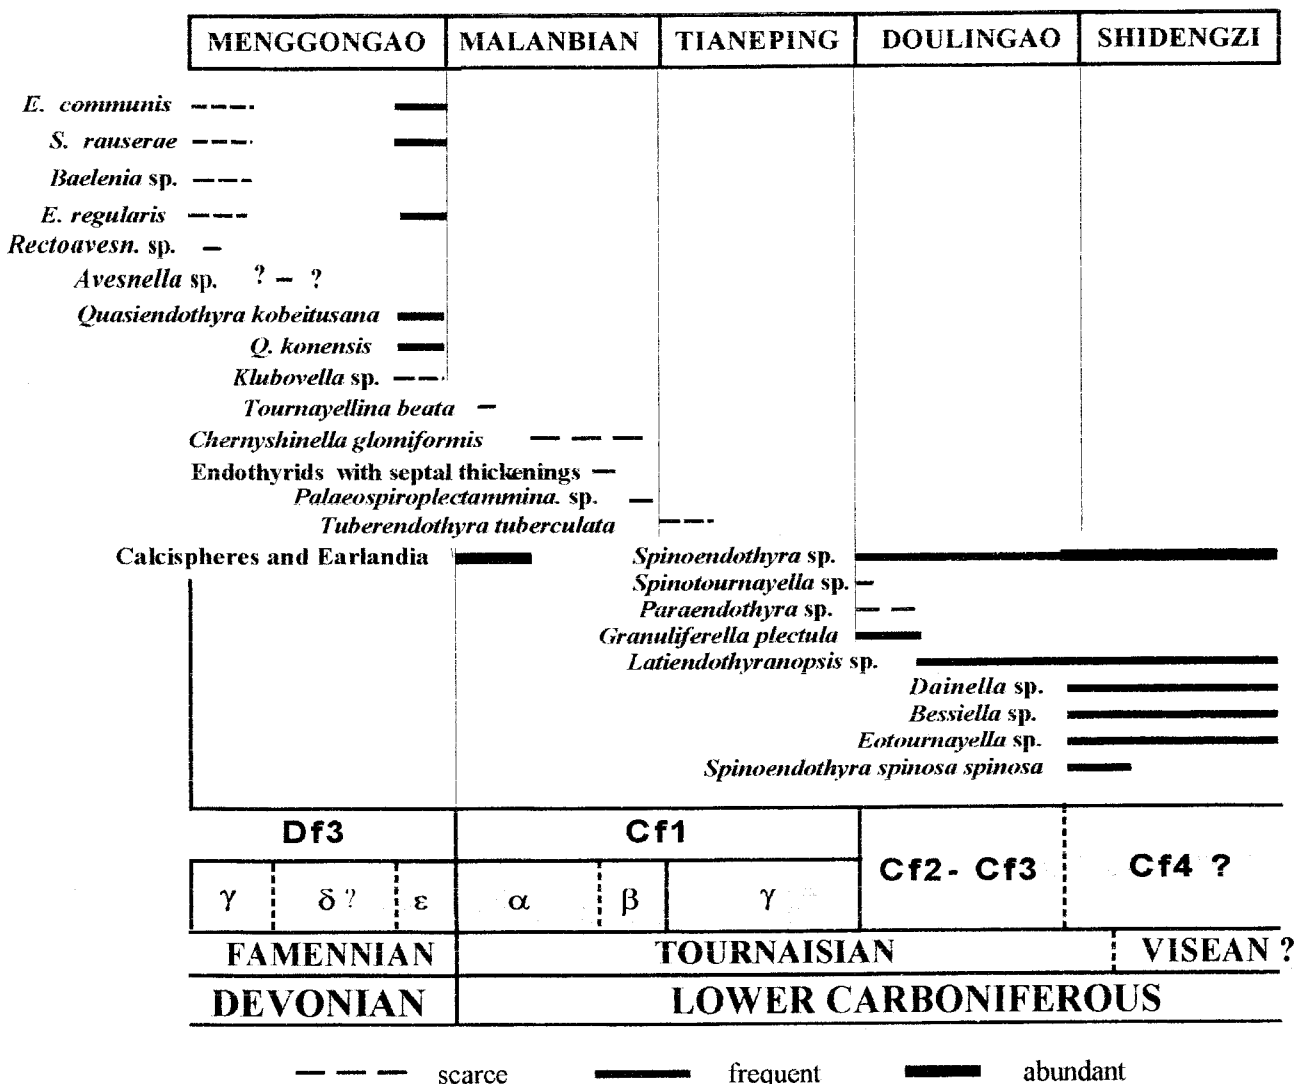 MENGGONGAO MALANBIAN TIANEPING DOULINGAO SHIDENGZI
E. communis
S. rauserae
Baelenia sp.
E. regularis
Rectoavesn. sp.
Avesnella sp. ? – ?
Quasiendothyra kobeitusana
Q. konensis
Klubovella sp.
Tournayellina beata
Chernyshinella glomiformis
Endothyrids with septal thickenings
Palaeospiroplectammina. sp.
Tuberendothyra tuberculata
Calcispheres and Earlandia Spinoendothyra sp.
Spinotournayella sp.
Paraendothyra sp.
Granuliferella plectula
Latiendothyranopsis sp.
Dainella sp.
Bessiella sp.
Eotournayella sp.
Spinoendothyra spinosa spinosa
Df3 Cf1
Cf2- Cf3 Cf4 ?
γ δ? ε α β γ
FAMENNIAN TOURNAISIAN VISEAN ?
DEVONIAN LOWER CARBONIFEROUS
scarce frequent abundant